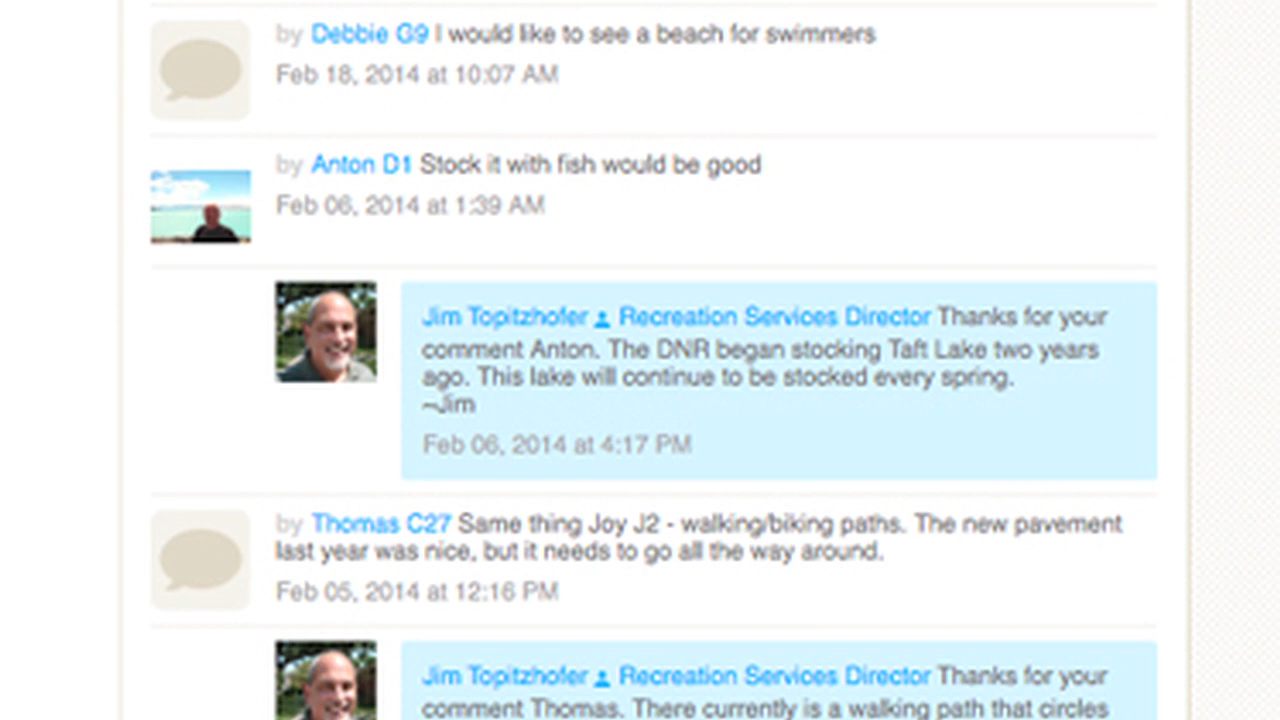 by Debbie G9 I would like to see a beach for swimmers
Feb 18, 2014 at 10:07 AM
by Anton D1 Stock it with fish would be good
Feb 06, 2014 at 1:39 AM
Jim Topitzhofer Recreation Services Director Thanks for your
comment Anton. The DNR began stocking Taft Lake two years
ago. This lake will continue to be stocked every spring.
~Jim
Feb 06, 2014 at 4:17 PM
by Thomas C27 Same thing Joy J2 - walking/biking paths. The new pavement
last year was nice, but it needs to go all the way around.
Feb 05, 2014 at 12:16 PM
Jim Topitzhofer Recreation Services Director Thanks for your
comment Thomas. There currently is a walking path that circles